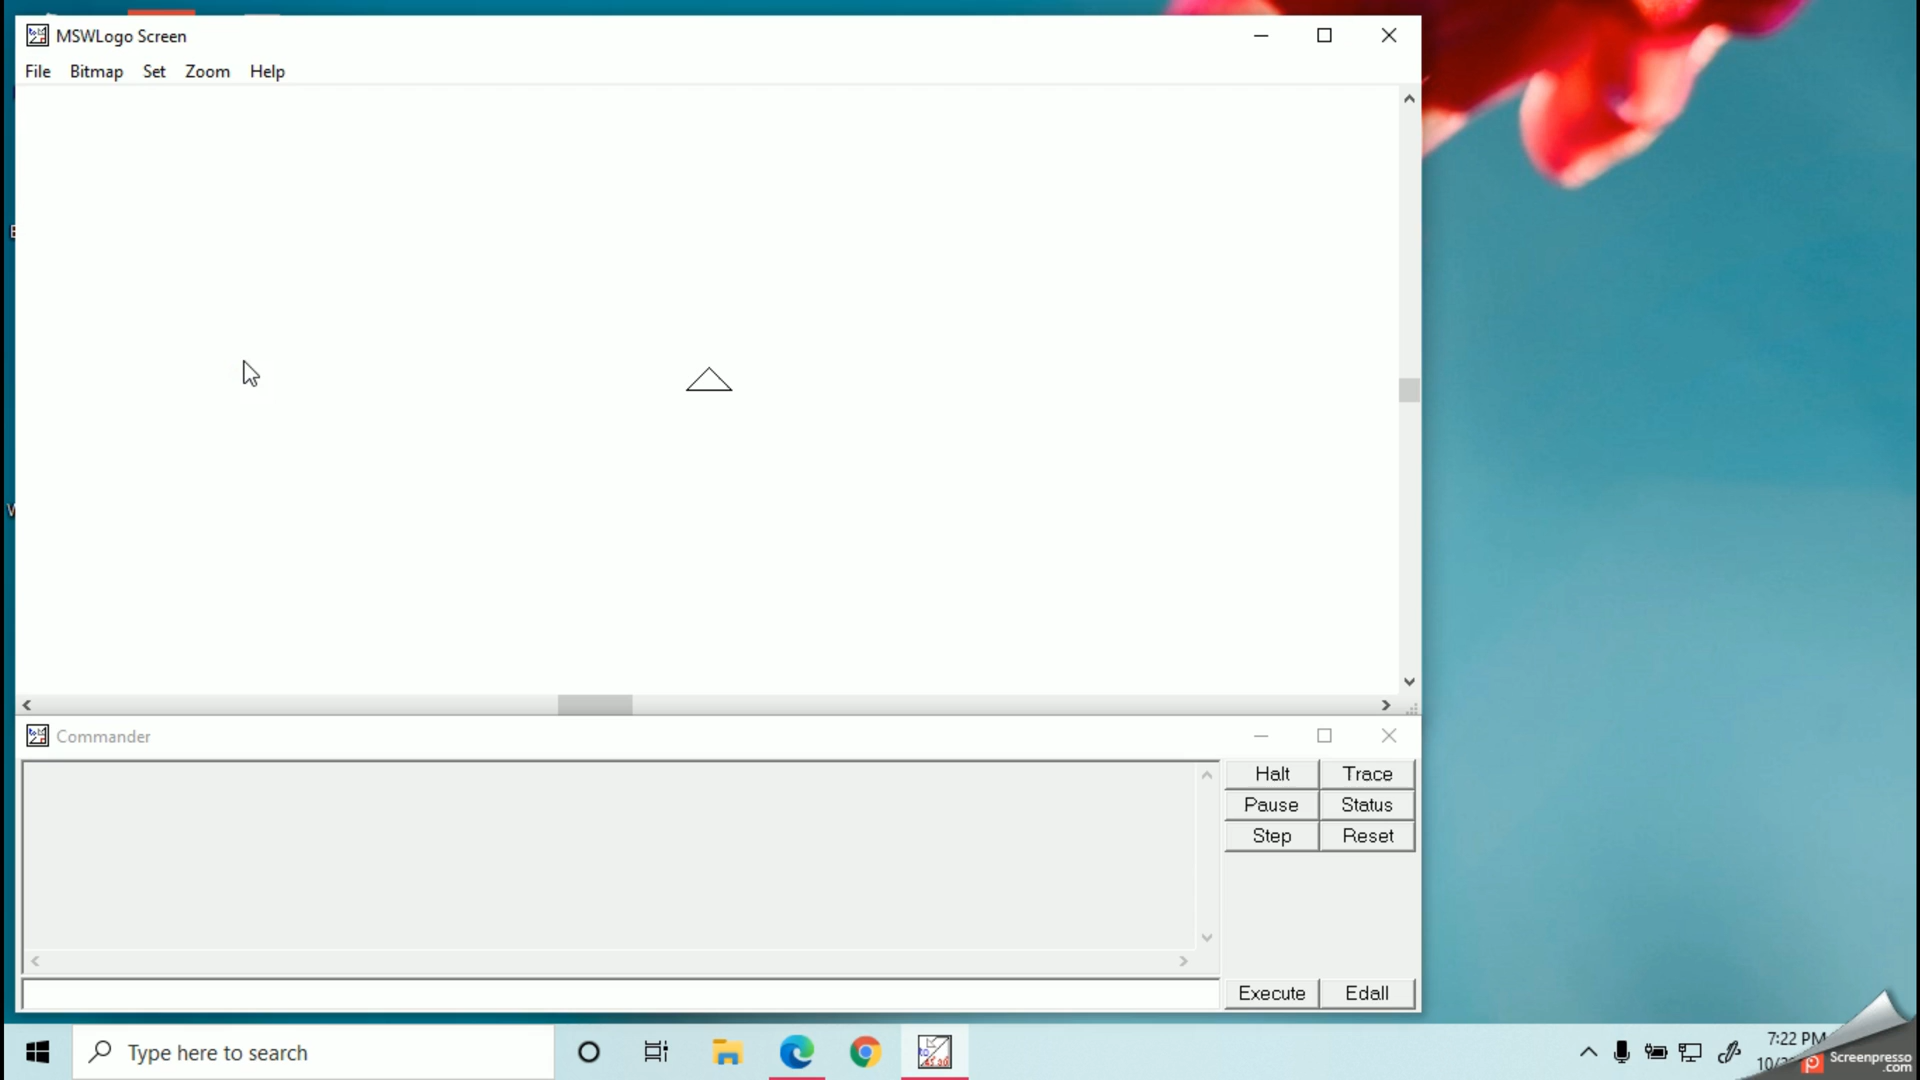 MSWLogo Screen
File Bitmap Set Zoom Help
Commander
Halt Trace
Pause Status
Step Reset
Execute Edall
Type here to search
7:22 PM
Screenpresso
.com